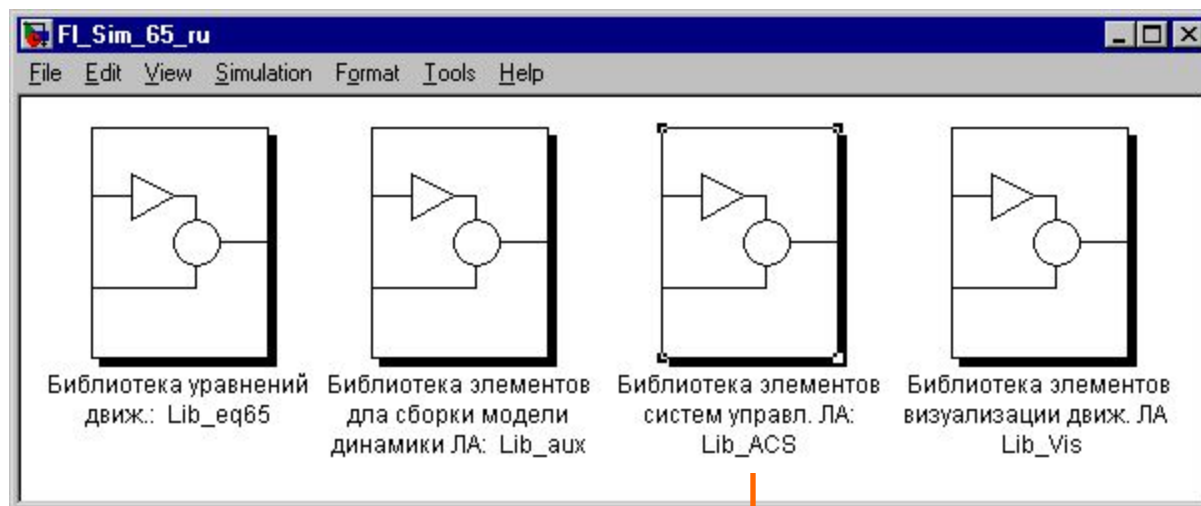 Fl_Sim_65_ru
File Edit View Simulation Format Tools Help
Библиотека уравнений
движ.: Lib_eq65
Библиотека элементов
дла сборки модели
динамики ЛА: Lib_aux
Библиотека элементов
систем управл. ЛА:
Lib_ACS
Библиотека элементов
визуализации движ. ЛА
Lib_Vis